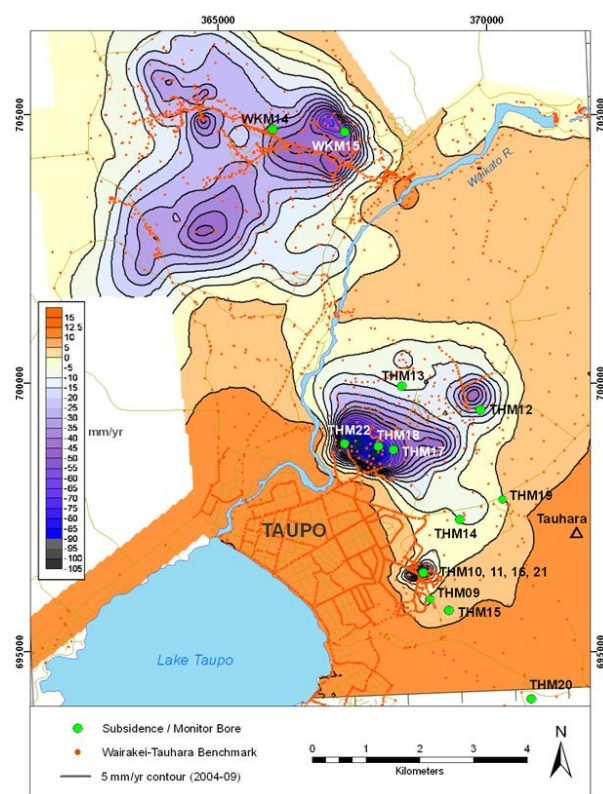 365000
370000
705000
705000
WKM14
WKM15
Waikato R.
15
12.5
10
5
0
-5
-10
-15
-20
-25
-30
-35
-40
-45
-50
-55
-60
-65
-70
-75
-80
-85
-90
-95
-100
-105
mm/yr
700000
700000
THM13
THM12
THM22
THM18
THM17
THM19
TAUPO
THM14
Tauhara
THM10, 11, 16, 21
THM09
THM15
695000
695000
Lake Taupo
THM20
Subsidence / Monitor Bore
Wairakei-Tauhara Benchmark
5 mm/yr contour (2004-09)
0 1 2 3 4
Kilometers
N